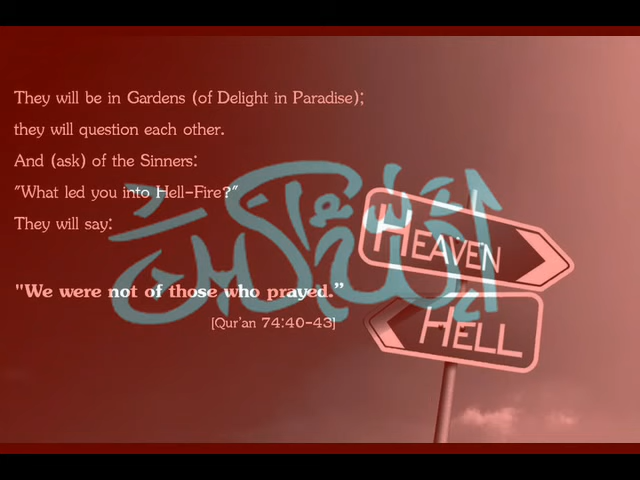 They will be in Gardens (of Delight in Paradise);
they will question each other.
And (ask) of the Sinners:
"What led you into Hell-Fire?"
They will say:
"We were not of those who prayed."
[Qur'an 74:40-43]
HEAVEN
HELL